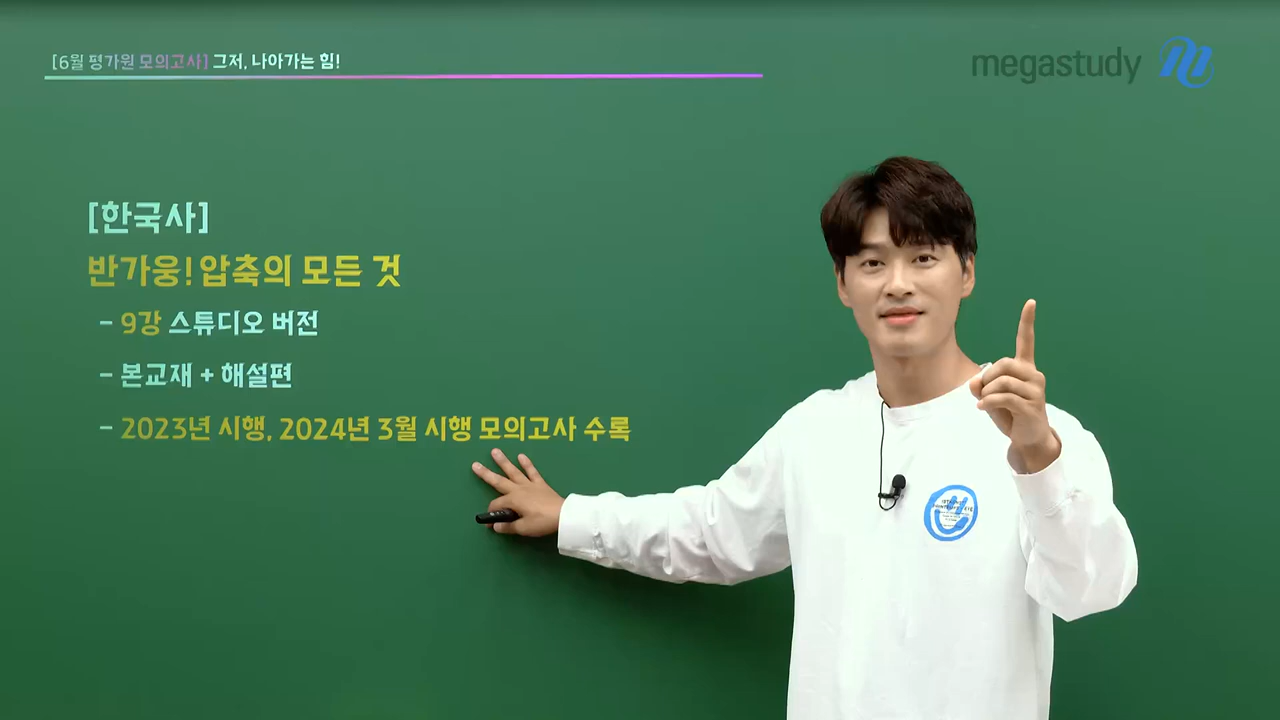 [6월 평가원 모의고사] 그저, 나아가는 힘!
megastudy
[한국사]
반가웅! 압축의 모든 것
- 9강 스튜디오 버전
- 본교재 + 해설편
- 2023년 시행, 2024년 3월 시행 모의고사 수록